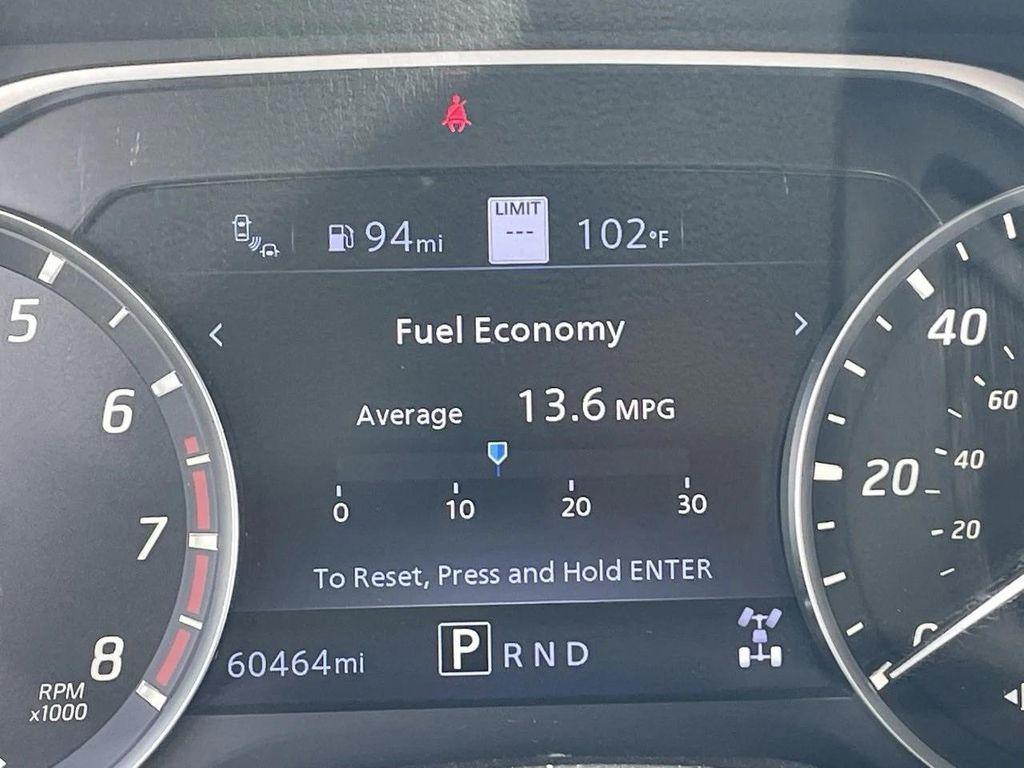 94mi
LIMIT
---
102°F
Fuel Economy
Average 13.6 MPG
0 10 20 30
To Reset, Press and Hold ENTER
60464mi
P R N D
5
6
7
8
RPM
x1000
40
20
0
60
40
20